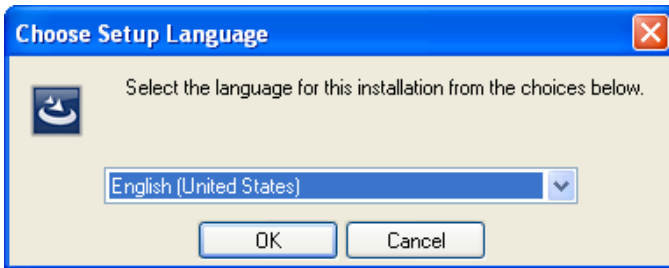 Choose Setup Language
Select the language for this installation from the choices below.
English (United States)
OK
Cancel